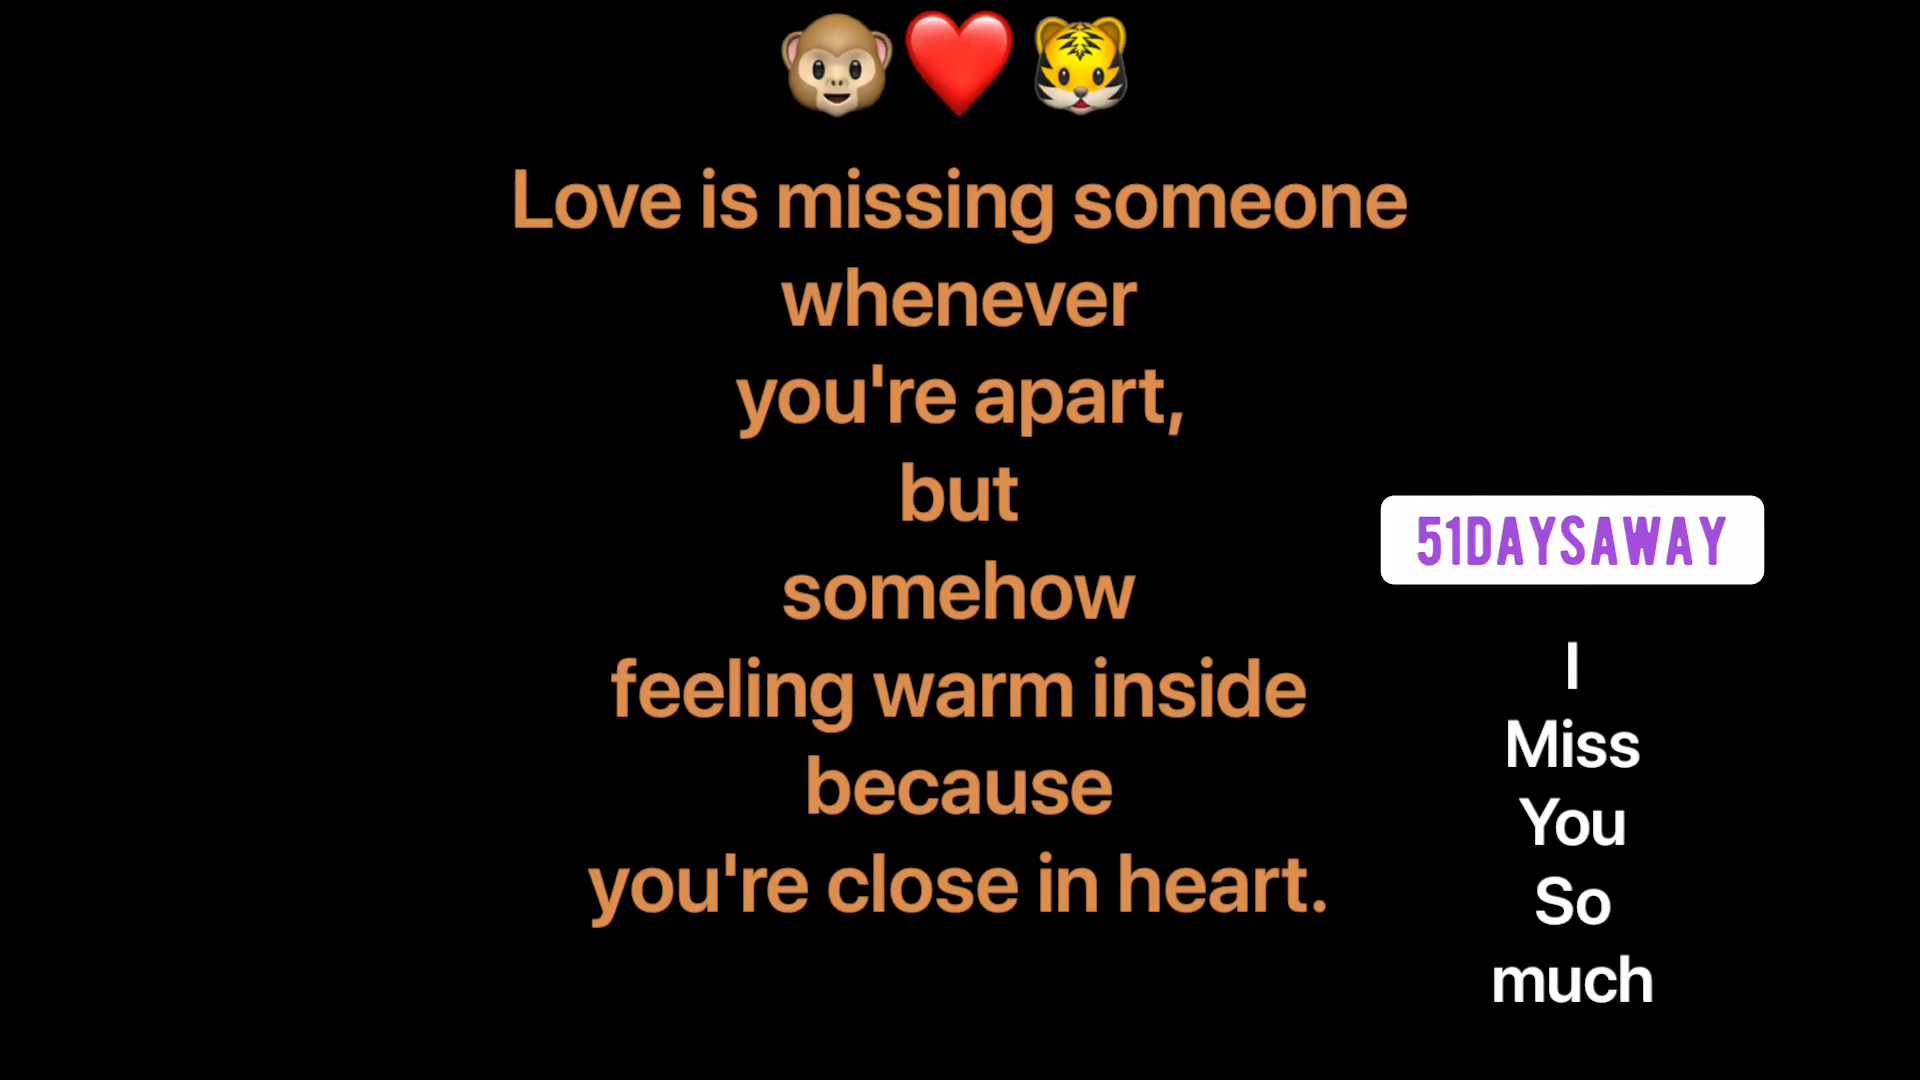 🐵❤️🐯
Love is missing someone
whenever
you're apart,
but
somehow
feeling warm inside
because
you're close in heart.
51DAYSAWAY
I
Miss
You
So
much